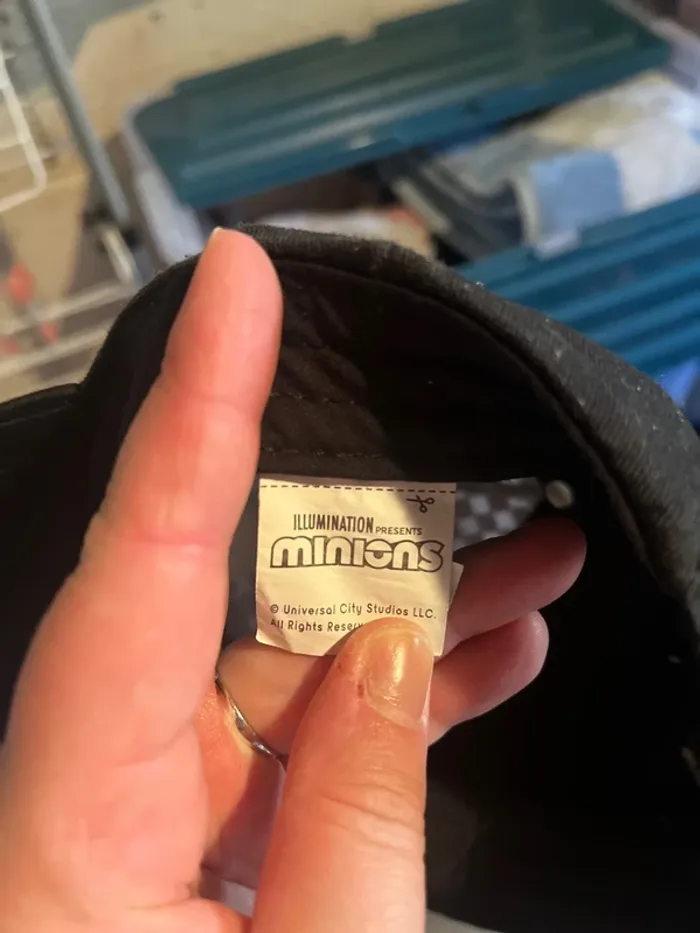 ILLUMINATION PRESENTS
minions
© Universal City Studios LLC.
All Rights